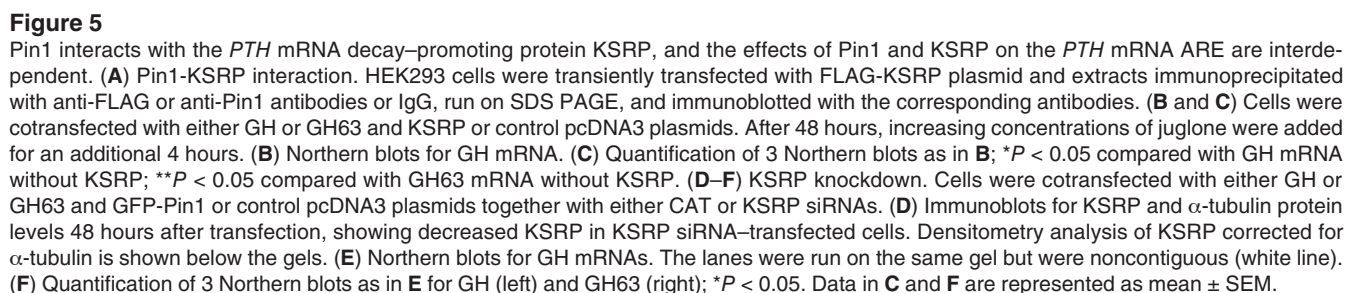 Figure 5
Pin1 interacts with the PTH mRNA decay–promoting protein KSRP, and the effects of Pin1 and KSRP on the PTH mRNA ARE are interde-
pendent. (A) Pin1-KSRP interaction. HEK293 cells were transiently transfected with FLAG-KSRP plasmid and extracts immunoprecipitated
with anti-FLAG or anti-Pin1 antibodies or IgG, run on SDS PAGE, and immunoblotted with the corresponding antibodies. (B and C) Cells were
cotransfected with either GH or GH63 and KSRP or control pcDNA3 plasmids. After 48 hours, increasing concentrations of juglone were added
for an additional 4 hours. (B) Northern blots for GH mRNA. (C) Quantification of 3 Northern blots as in B; *P < 0.05 compared with GH mRNA
without KSRP; **P < 0.05 compared with GH63 mRNA without KSRP. (D–F) KSRP knockdown. Cells were cotransfected with either GH or
GH63 and GFP-Pin1 or control pcDNA3 plasmids together with either CAT or KSRP siRNAs. (D) Immunoblots for KSRP and α-tubulin protein
levels 48 hours after transfection, showing decreased KSRP in KSRP siRNA–transfected cells. Densitometry analysis of KSRP corrected for
α-tubulin is shown below the gels. (E) Northern blots for GH mRNAs. The lanes were run on the same gel but were noncontiguous (white line).
(F) Quantification of 3 Northern blots as in E for GH (left) and GH63 (right); *P < 0.05. Data in C and F are represented as mean ± SEM.